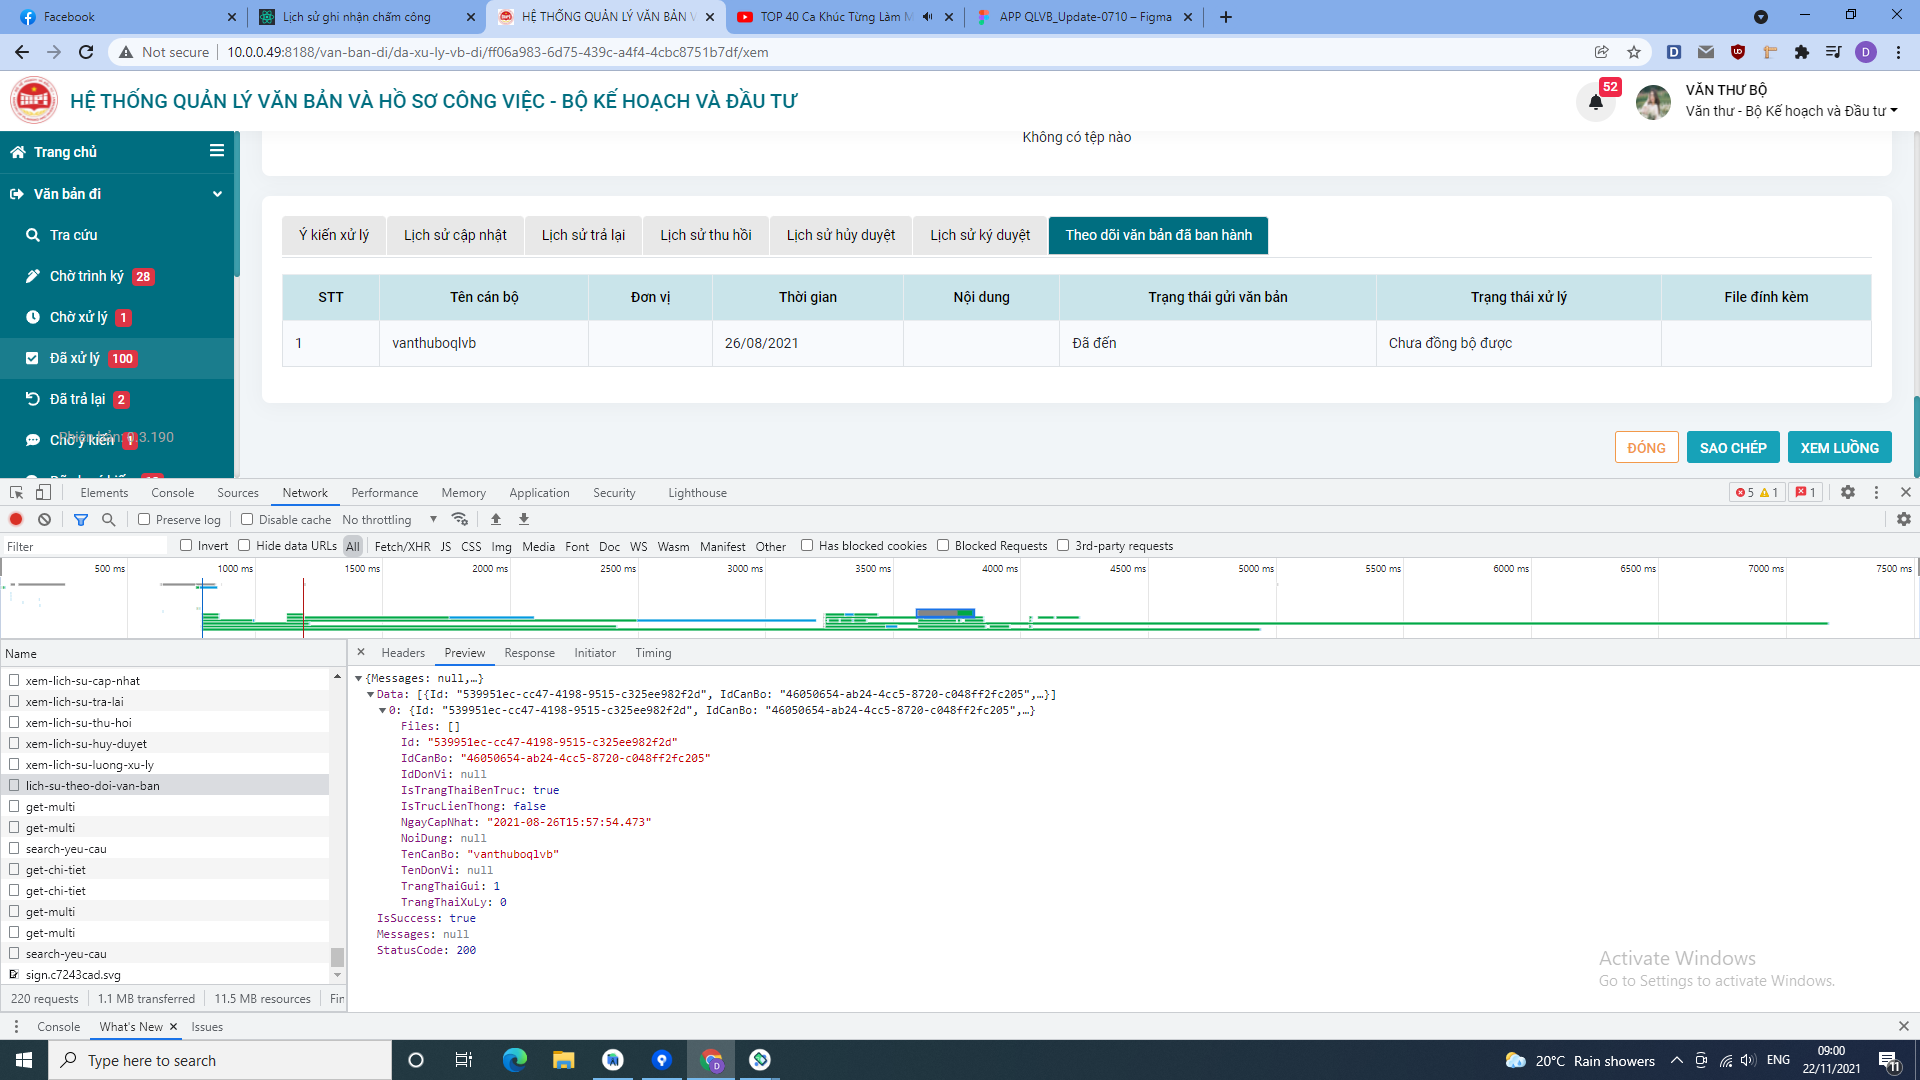 Facebook
Lịch sử ghi nhận chấm công
HỆ THỐNG QUẢN LÝ VĂN BẢN V
TOP 40 Ca Khúc Từng Làm M
APP QLVB_Update-0710 – Figma
Not secure
10.0.0.49:8188/van-ban-di/da-xu-ly-vb-di/ff06a983-6d75-439c-a4f4-4cbc8751b7df/xem
HỆ THỐNG QUẢN LÝ VĂN BẢN VÀ HỒ SƠ CÔNG VIỆC - BỘ KẾ HOẠCH VÀ ĐẦU TƯ
52
VĂN THƯ BỘ
Văn thư - Bộ Kế hoạch và Đầu tư
Trang chủ
Văn bản đi
Tra cứu
Chờ trình ký 28
Chờ xử lý 1
Đã xử lý 100
Đã trả lại 2
Chờ ý kiến 1
Phiên bản: 0.3.190
Không có tệp nào
Ý kiến xử lý
Lịch sử cập nhật
Lịch sử trả lại
Lịch sử thu hồi
Lịch sử hủy duyệt
Lịch sử ký duyệt
Theo dõi văn bản đã ban hành
STT Tên cán bộ Đơn vị Thời gian Nội dung Trạng thái gửi văn bản Trạng thái xử lý File đính kèm
1 vanthuboqlvb 26/08/2021 Đã đến Chưa đồng bộ được
ĐÓNG
SAO CHÉP
XEM LUỒNG
Elements Console Sources Network Performance Memory Application Security Lighthouse
5 1 1
Preserve log Disable cache No throttling
Filter Invert Hide data URLs All Fetch/XHR JS CSS Img Media Font Doc WS Wasm Manifest Other Has blocked cookies Blocked Requests 3rd-party requests
500 ms 1000 ms 1500 ms 2000 ms 2500 ms 3000 ms 3500 ms 4000 ms 4500 ms 5000 ms 5500 ms 6000 ms 6500 ms 7000 ms 7500 ms
Name
xem-lich-su-cap-nhat
xem-lich-su-tra-lai
xem-lich-su-thu-hoi
xem-lich-su-huy-duyet
xem-lich-su-luong-xu-ly
lich-su-theo-doi-van-ban
get-multi
get-multi
search-yeu-cau
get-chi-tiet
get-chi-tiet
get-multi
get-multi
search-yeu-cau
sign.c7243cad.svg
220 requests 1.1 MB transferred 11.5 MB resources Fin
Headers Preview Response Initiator Timing
{Messages: null,…}
Data: [{Id: "539951ec-cc47-4198-9515-c325ee982f2d", IdCanBo: "46050654-ab24-4cc5-8720-c048ff2fc205",…}]
0: {Id: "539951ec-cc47-4198-9515-c325ee982f2d", IdCanBo: "46050654-ab24-4cc5-8720-c048ff2fc205",…}
Files: []
Id: "539951ec-cc47-4198-9515-c325ee982f2d"
IdCanBo: "46050654-ab24-4cc5-8720-c048ff2fc205"
IdDonVi: null
IsTrangThaiBenTruc: true
IsTrucLienThong: false
NgayCapNhat: "2021-08-26T15:57:54.473"
NoiDung: null
TenCanBo: "vanthuboqlvb"
TenDonVi: null
TrangThaiGui: 1
TrangThaiXuLy: 0
IsSuccess: true
Messages: null
StatusCode: 200
Activate Windows
Go to Settings to activate Windows.
Console What's New Issues
Type here to search
20°C Rain showers
ENG
09:00
22/11/2021
11